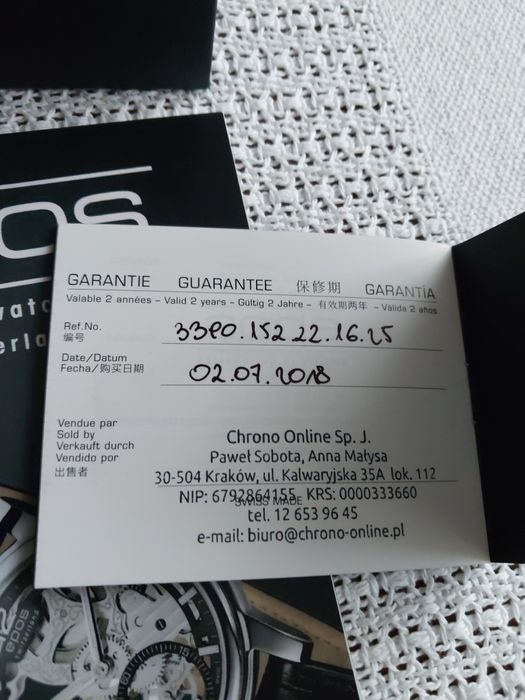 OS
GARANTIE GUARANTEE 保修期 GARANTÍA
Valable 2 années – Valid 2 years – Gültig 2 Jahre – 有效期两年 – Válida 2 años
Ref.No.
编号
3390.152.22.16.25
Date/Datum
Fecha/购买日期
02.07.2018
Vendue par
Sold by
Verkauft durch
Vendido por
出售者
Chrono Online Sp. J.
Paweł Sobota, Anna Małysa
30-504 Kraków, ul. Kalwaryjska 35A lok. 112
NIP: 6792864155 KRS: 0000333660
SWISS MADE
tel. 12 653 96 45
e-mail: biuro@chrono-online.pl
epos
switzerland